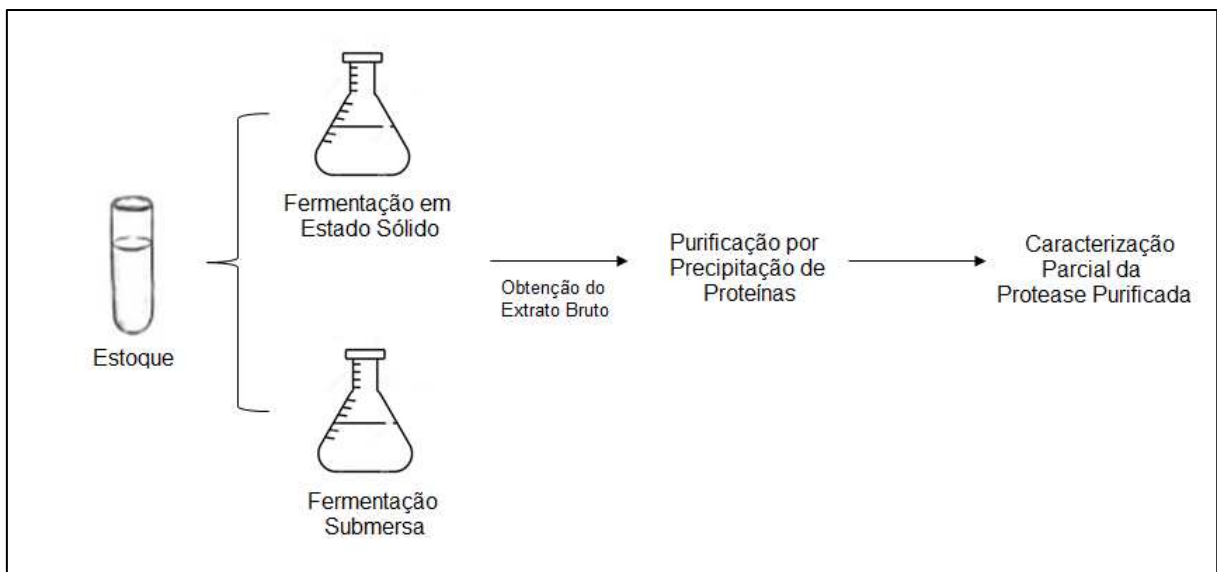 Estoque
Fermentação em
Estado Sólido
Fermentação
Submersa
Obtenção do
Extrato Bruto
Purificação por
Precipitação de
Proteínas
Caracterização
Parcial da
Protease Purificada